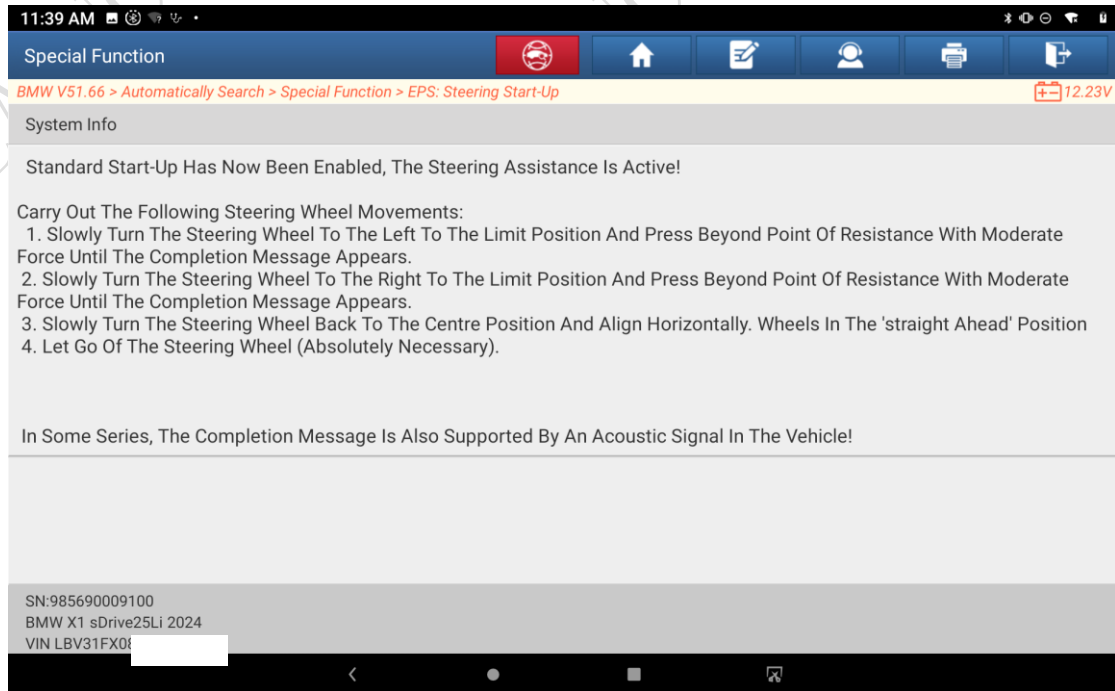 11:39 AM
Special Function
BMW V51.66 > Automatically Search > Special Function > EPS: Steering Start-Up
12.23V
System Info
Standard Start-Up Has Now Been Enabled, The Steering Assistance Is Active!
Carry Out The Following Steering Wheel Movements:
1. Slowly Turn The Steering Wheel To The Left To The Limit Position And Press Beyond Point Of Resistance With Moderate
Force Until The Completion Message Appears.
2. Slowly Turn The Steering Wheel To The Right To The Limit Position And Press Beyond Point Of Resistance With Moderate
Force Until The Completion Message Appears.
3. Slowly Turn The Steering Wheel Back To The Centre Position And Align Horizontally. Wheels In The 'straight Ahead' Position
4. Let Go Of The Steering Wheel (Absolutely Necessary).
In Some Series, The Completion Message Is Also Supported By An Acoustic Signal In The Vehicle!
SN:985690009100
BMW X1 sDrive25Li 2024
VIN LBV31FX08